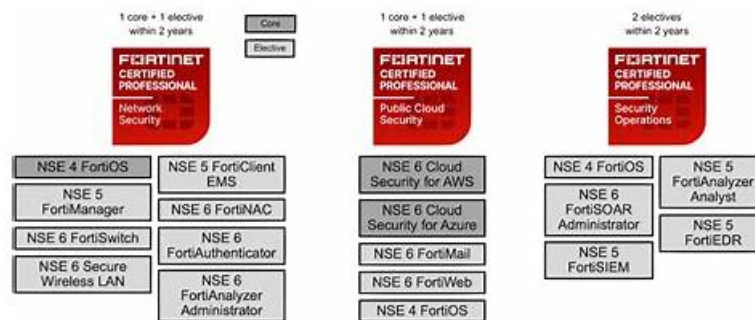 1 core + 1 elective
within 2 years
Core
Elective
1 core + 1 elective
within 2 years
2 electives
within 2 years
FORTINET
CERTIFIED
PROFESSIONAL
Network
Security
FORTINET
CERTIFIED
PROFESSIONAL
Public Cloud
Security
FORTINET
CERTIFIED
PROFESSIONAL
Security
Operations
NSE 4 FortiOS
NSE 5
FortiManager
NSE 6 FortiSwitch
NSE 6 Secure
Wireless LAN
NSE 5 FortiClient
EMS
NSE 6 FortiNAC
NSE 6
FortiAuthenticator
NSE 6
FortiAnalyzer
Administrator
NSE 6 Cloud
Security for AWS
NSE 6 Cloud
Security for Azure
NSE 6 FortiMail
NSE 6 FortiWeb
NSE 4 FortiOS
NSE 4 FortiOS
NSE 6
FortiSOAR
Administrator
NSE 5
FortiSIEM
NSE 5
FortiAnalyzer
Analyst
NSE 5
FortiEDR